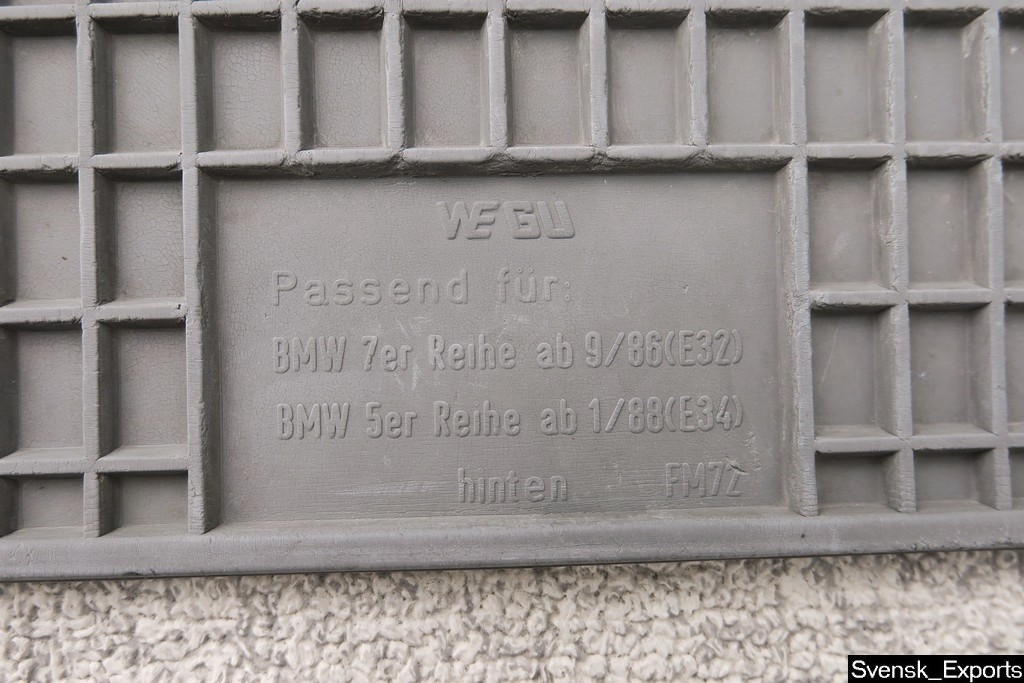 WEGU
Passend für:
BMW 7er Reihe ab 9/86(E32)
BMW 5er Reihe ab 1/88(E34)
hinten FM72
Svensk_Exports